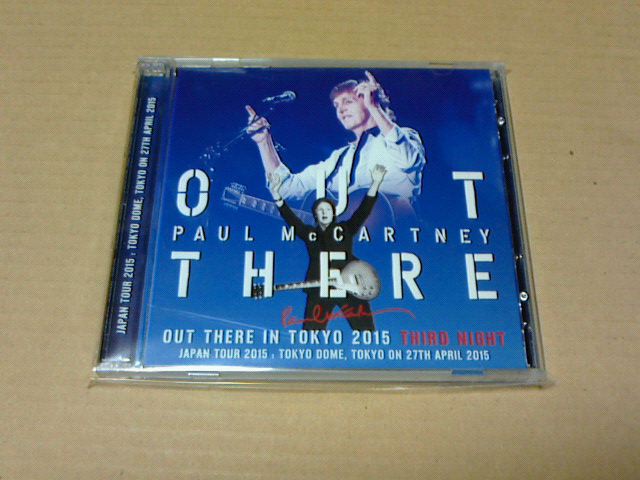 OUT
PAUL McCARTNEY
THERE
OUT THERE IN TOKYO 2015 THIRD NIGHT
JAPAN TOUR 2015 : TOKYO DOME, TOKYO ON 27TH APRIL 2015
JAPAN TOUR 2015 : TOKYO DOME, TOKYO ON 27TH APRIL 2015